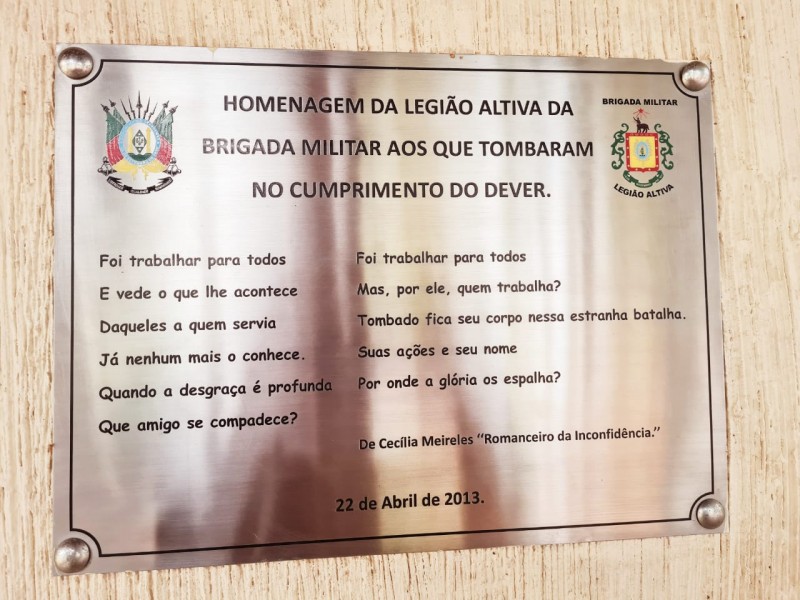 HOMENAGEM DA LEGIÃO ALTIVA DA
BRIGADA MILITAR AOS QUE TOMBARAM
NO CUMPRIMENTO DO DEVER.
BRIGADA MILITAR
LEGIÃO ALTIVA
Foi trabalhar para todos
E vede o que lhe acontece
Daqueles a quem servia
Já nenhum mais o conhece.
Quando a desgraça é profunda
Que amigo se compadece?
Foi trabalhar para todos
Mas, por ele, quem trabalha?
Tombado fica seu corpo nessa estranha batalha.
Suas ações e seu nome
Por onde a glória os espalha?
De Cecília Meireles “Romanceiro da Inconfidência.”
22 de Abril de 2013.